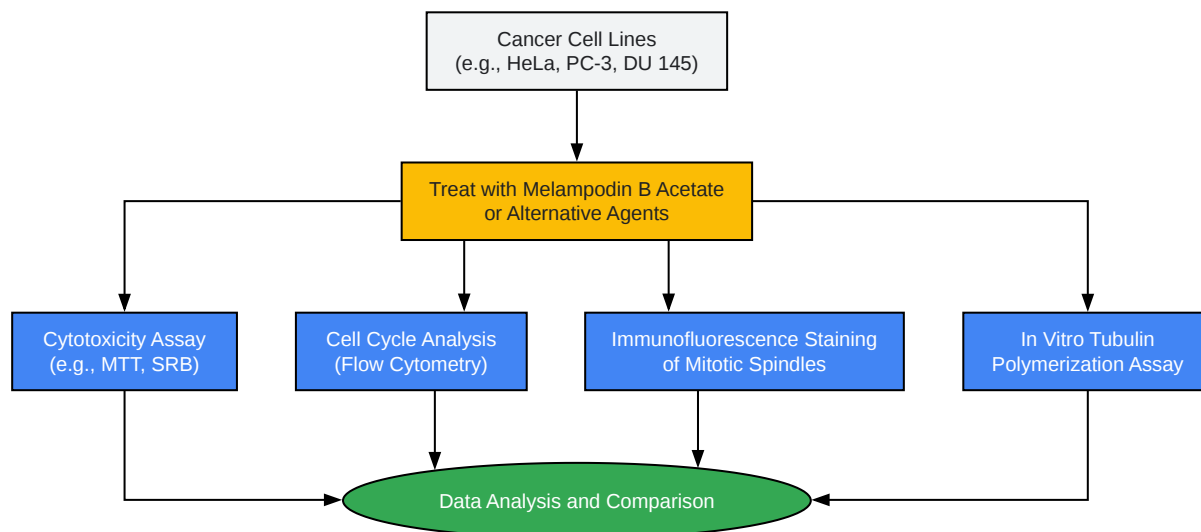 Cancer Cell Lines
(e.g., HeLa, PC-3, DU 145)
Treat with Melampodin B Acetate
or Alternative Agents
Cytotoxicity Assay
(e.g., MTT, SRB)
Cell Cycle Analysis
(Flow Cytometry)
Immunofluorescence Staining
of Mitotic Spindles
In Vitro Tubulin
Polymerization Assay
Data Analysis and Comparison